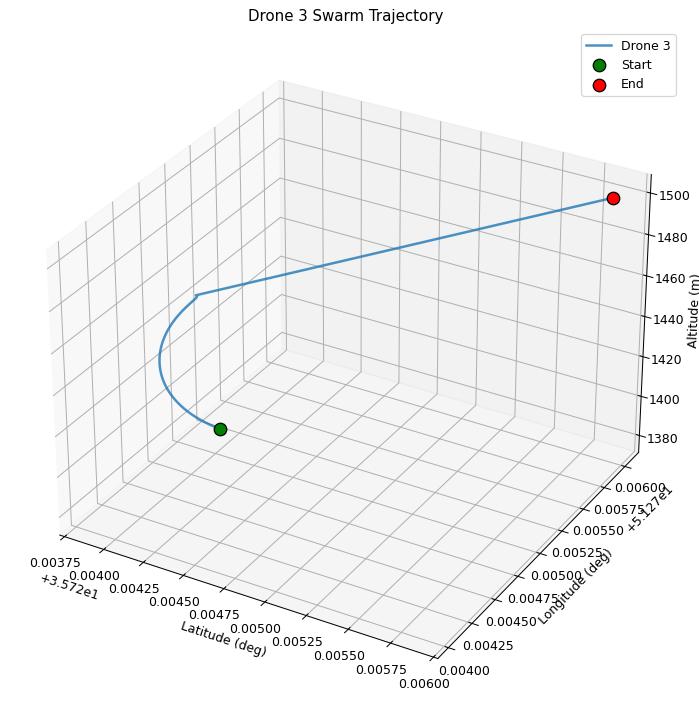 Drone 3 Swarm Trajectory
Drone 3
Start
End
1500
1480
1460
1440
1420
1400
1380
Altitude (m)
0.00375
0.00400
0.00425
0.00450
0.00475
0.00500
0.00525
0.00550
0.00575
0.00600
+3.572e1
Latitude (deg)
0.00600
0.00575
0.00550
0.00525
0.00500
0.00475
0.00450
0.00425
0.00400
+5.127e1
Longitude (deg)